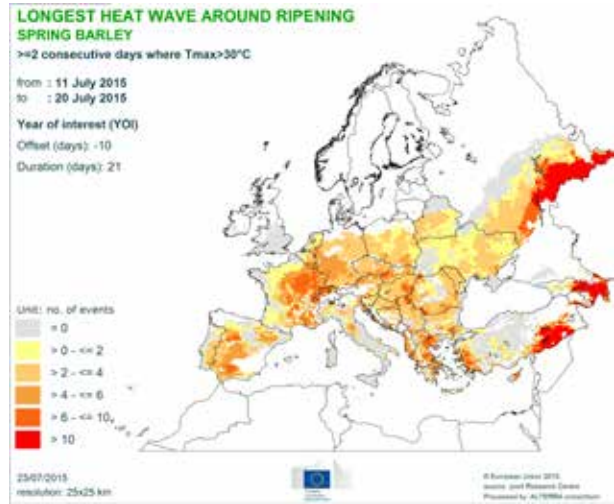 LONGEST HEAT WAVE AROUND RIPENING
SPRING BARLEY
>=2 consecutive days where Tmax>30°C
from : 11 July 2015
to : 20 July 2015
Year of interest (YOI)
Offset (days): -10
Duration (days): 21
Unit: no. of events
= 0
> 0 - <= 2
> 2 - <= 4
> 4 - <= 6
> 6 - <= 10
> 10
23/07/2015
resolution: 25x25 km
© European Union 2015
source: Joint Research Centre
Processed by ALTERRA consortium